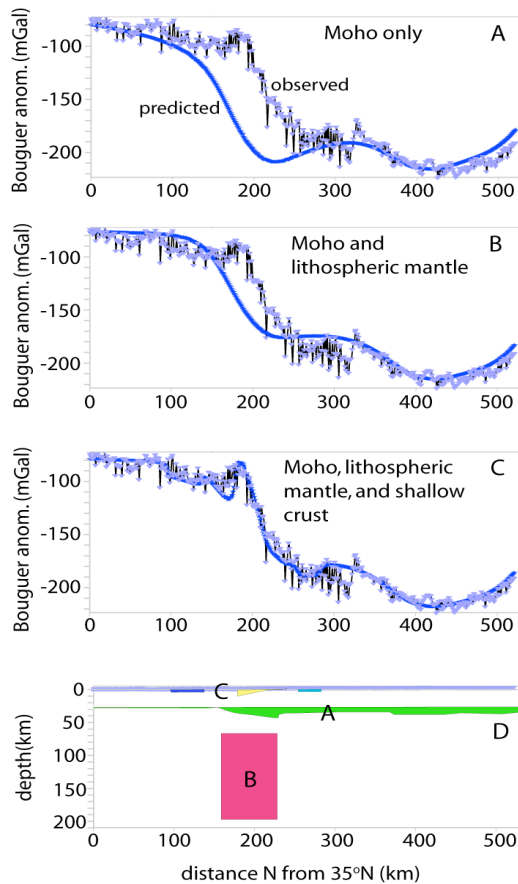 Bouguer anom. (mGal)
-100
-150
-200
Moho only
A
observed
predicted
0 100 200 300 400 500
Bouguer anom. (mGal)
-100
-150
-200
Moho and
lithospheric mantle
B
0 100 200 300 400 500
Bouguer anom. (mGal)
-100
-150
-200
Moho, lithospheric
mantle, and shallow
crust
C
0 100 200 300 400 500
depth(km)
0
50
100
150
200
C
A
D
B
0 100 200 300 400 500
distance N from 35°N (km)